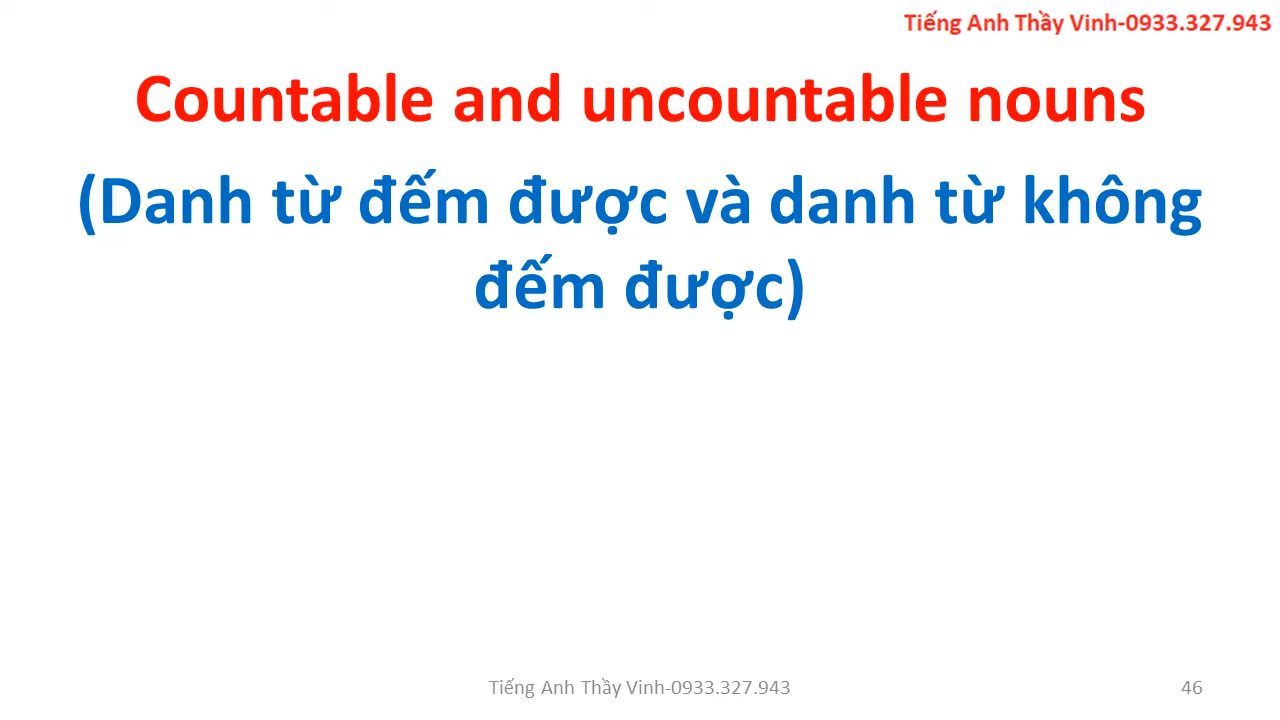 Tiếng Anh Thầy Vinh-0933.327.943
Countable and uncountable nouns
(Danh từ đếm được và danh từ không
đếm được)
Tiếng Anh Thầy Vinh-0933.327.943
46